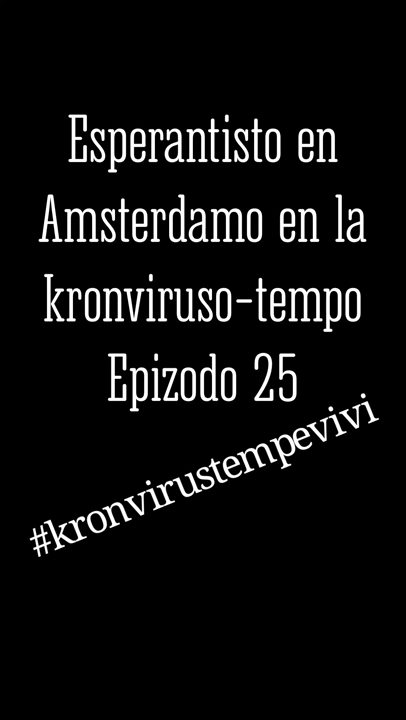 Esperantisto en
Amsterdamo en la
kronviruso-tempo
Epizodo 25
#kronvirustempevivi